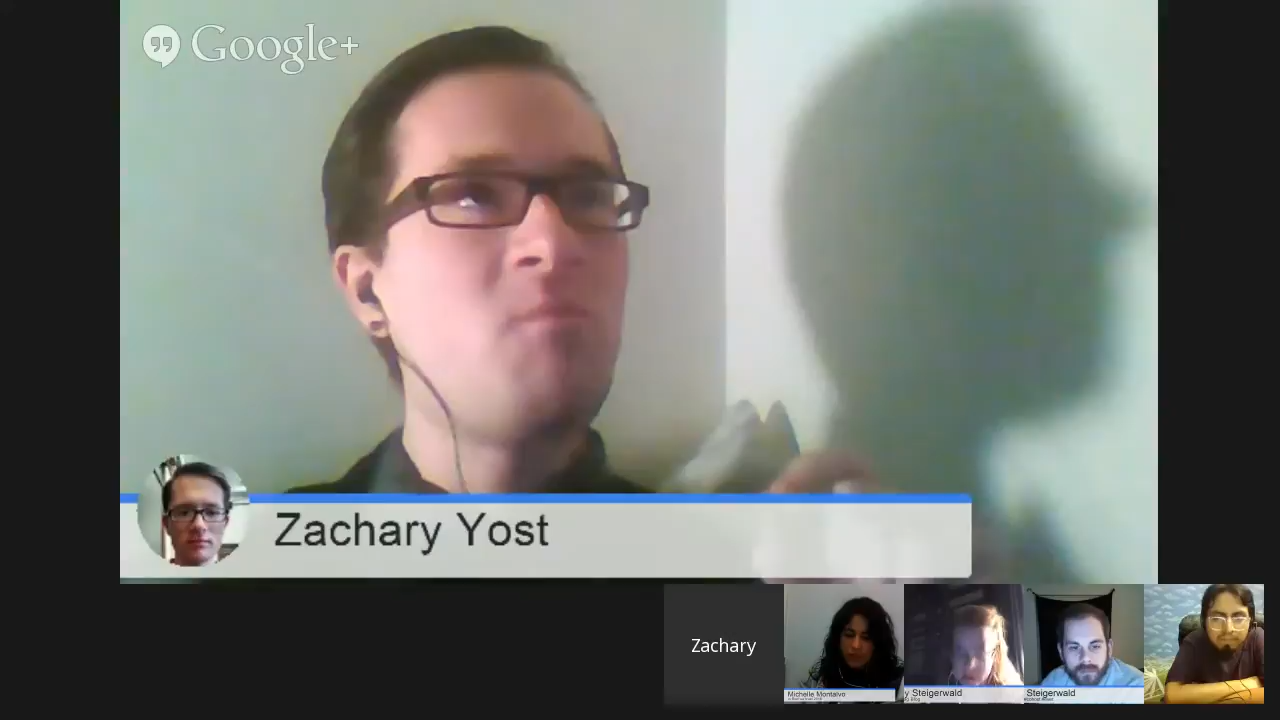 Google+
Zachary Yost
Zachary
Michelle Montalvo
y Steigerwald
Steigerwald